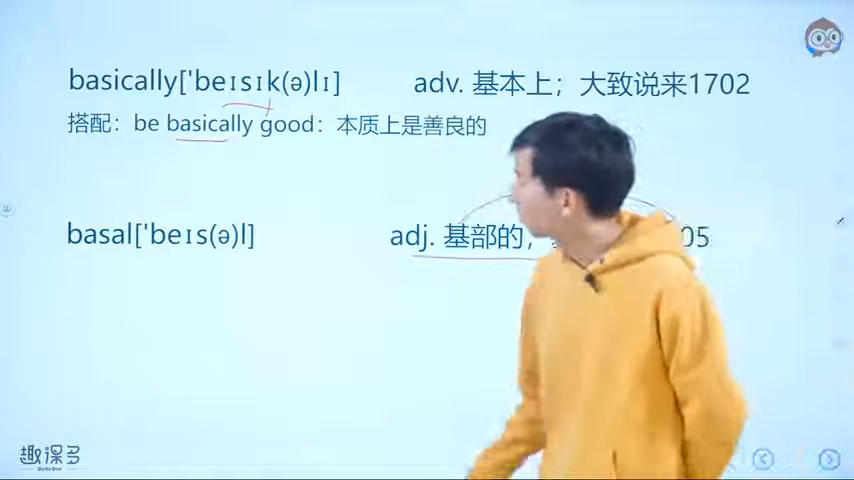 basically['beɪsɪk(ə)lɪ] adv. 基本上；大致说来1702
搭配：be basically good：本质上是善良的
basal['beɪs(ə)l] adj. 基部的， 05
趣课多